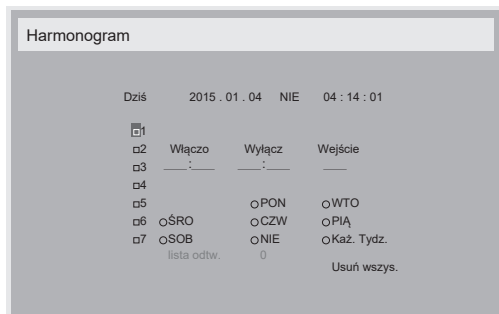 Harmonogram
Dziś 2015 . 01 . 04 NIE 04 : 14 : 01
1
2 Włączo Wyłącz Wejście
3 ___:___ ___:___ ___
4
5 PON WTO
6 ŚRO CZW PIĄ
7 SOB NIE Każ. Tydz.
lista odtw. 0
Usuń wszys.